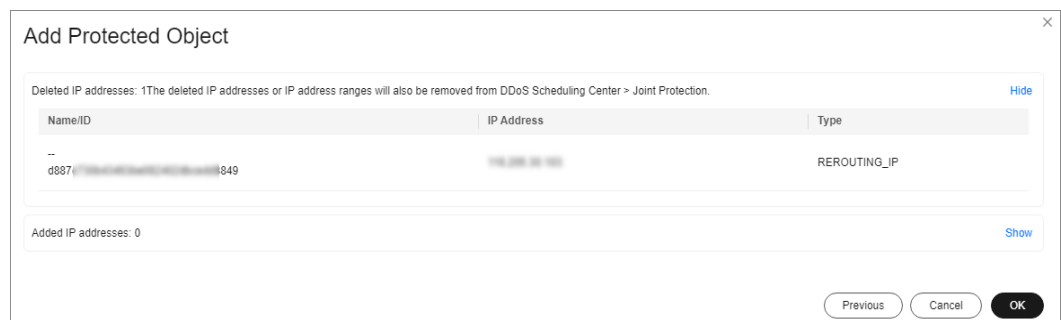 Add Protected Object
Deleted IP addresses: 1The deleted IP addresses or IP address ranges will also be removed from DDoS Scheduling Center > Joint Protection. Hide
Name/ID IP Address Type
--
d887 849 REROUTING_IP
Added IP addresses: 0 Show
Previous Cancel OK